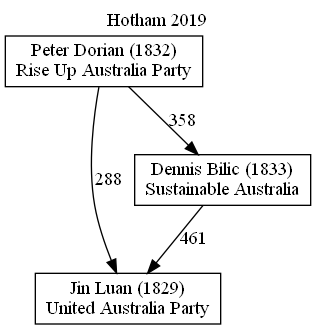 Hotham 2019
Peter Dorian (1832)
Rise Up Australia Party
358
Dennis Bilic (1833)
Sustainable Australia
288
461
Jin Luan (1829)
United Australia Party